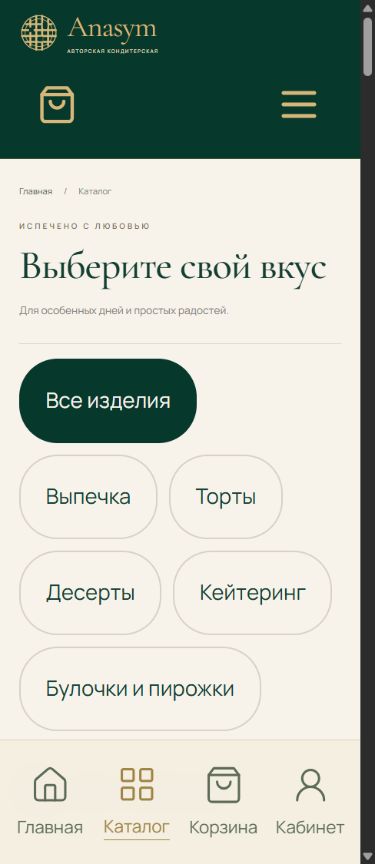 Anasym
АВТОРСКАЯ КОНДИТЕРСКАЯ
Главная / Каталог
ИСПЕЧЕНО С ЛЮБОВЬЮ
Выберите свой вкус
Для особенных дней и простых радостей.
Все изделия
Выпечка Торты
Десерты Кейтеринг
Булочки и пирожки
Главная Каталог Корзина Кабинет